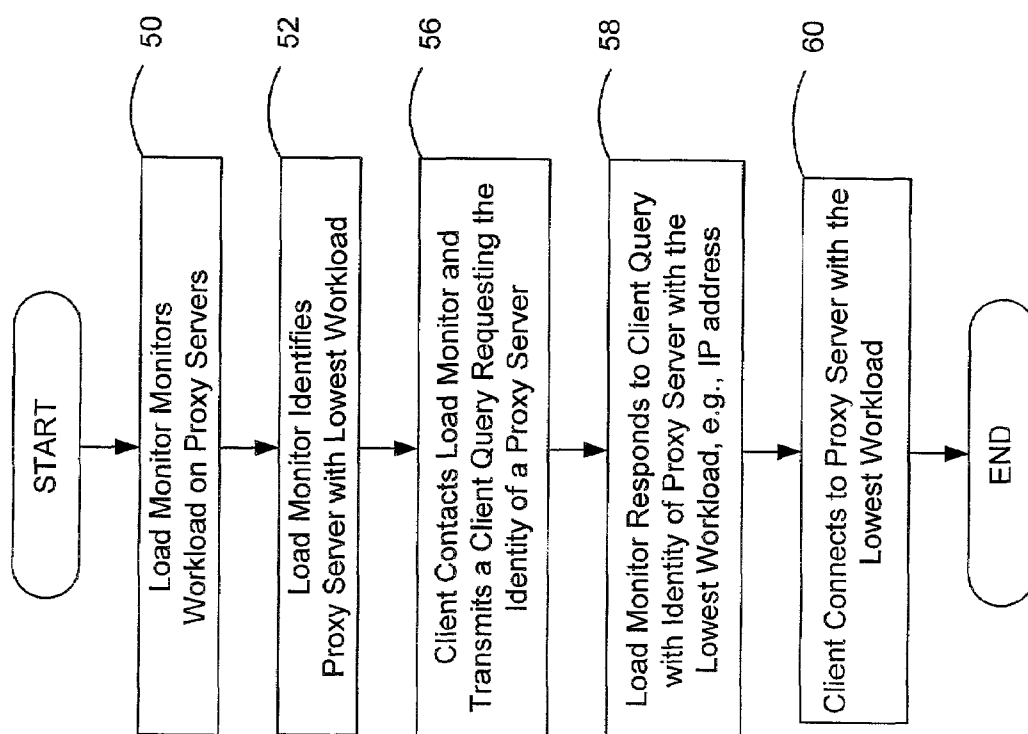 START
Load Monitor Monitors
Workload on Proxy Servers
50
Load Monitor Identifies
Proxy Server with Lowest Workload
52
Client Contacts Load Monitor and
Transmits a Client Query Requesting the
Identity of a Proxy Server
56
Load Monitor Responds to Client Query
with Identity of Proxy Server with the
Lowest Workload, e.g., IP address
58
Client Connects to Proxy Server with the
Lowest Workload
60
END